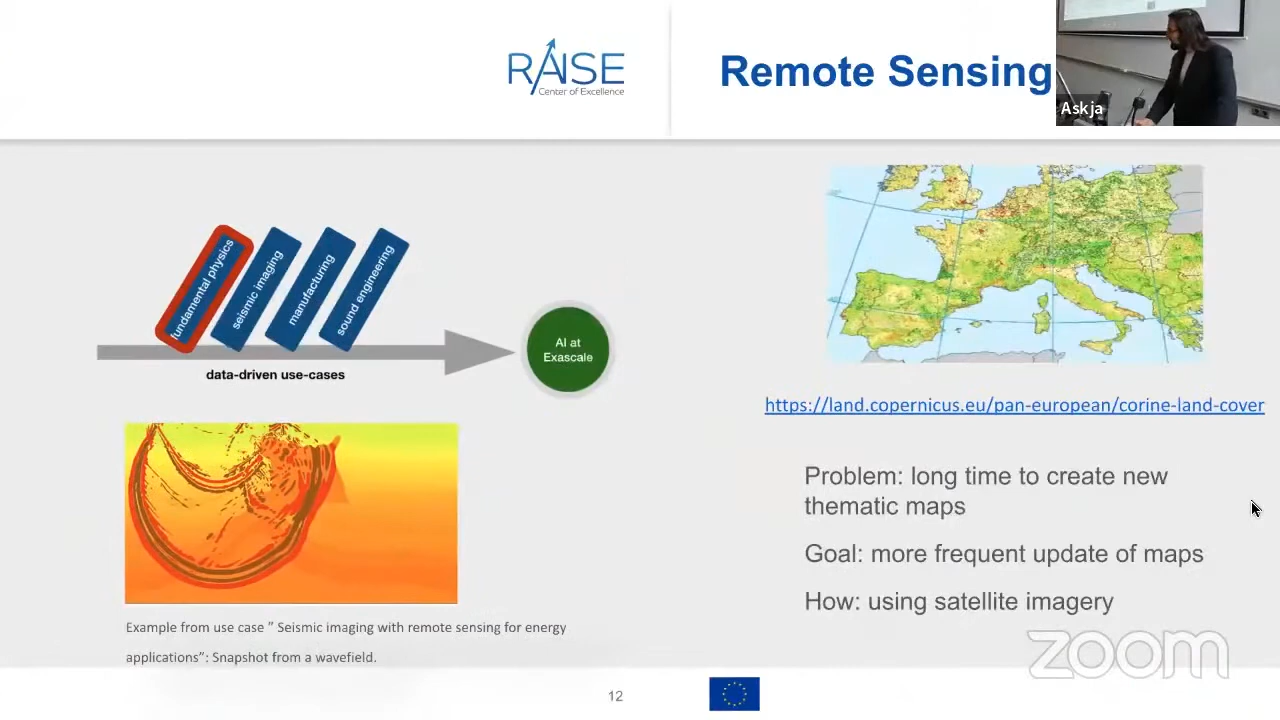 RAISE
Center of Excellence
Remote Sensing
Askja
fundamental physics
seismic imaging
manufacturing
sound engineering
data-driven use-cases
AI at
Exascale
Example from use case ” Seismic imaging with remote sensing for energy
applications”: Snapshot from a wavefield.
https://land.copernicus.eu/pan-european/corine-land-cover
Problem: long time to create new
thematic maps
Goal: more frequent update of maps
How: using satellite imagery
zoom
12